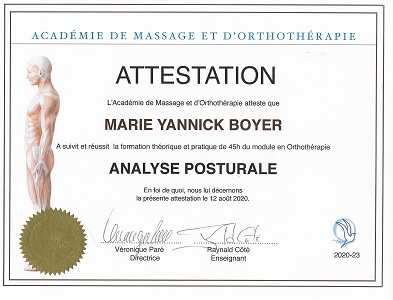 ACADÉMIE DE MASSAGE ET D'ORTHOTHÉRAPIE
ATTESTATION
L'Académie de Massage et d'Orthothérapie atteste que
MARIE YANNICK BOYER
A suivit et réussit la formation théorique et pratique de 45h du module en Orthothérapie
ANALYSE POSTURALE
En foi de quoi, nous lui décernons
la présente attestation le 12 août 2020.
Véronique Paré
Directrice
Raynald Côté
Enseignant
2020-23